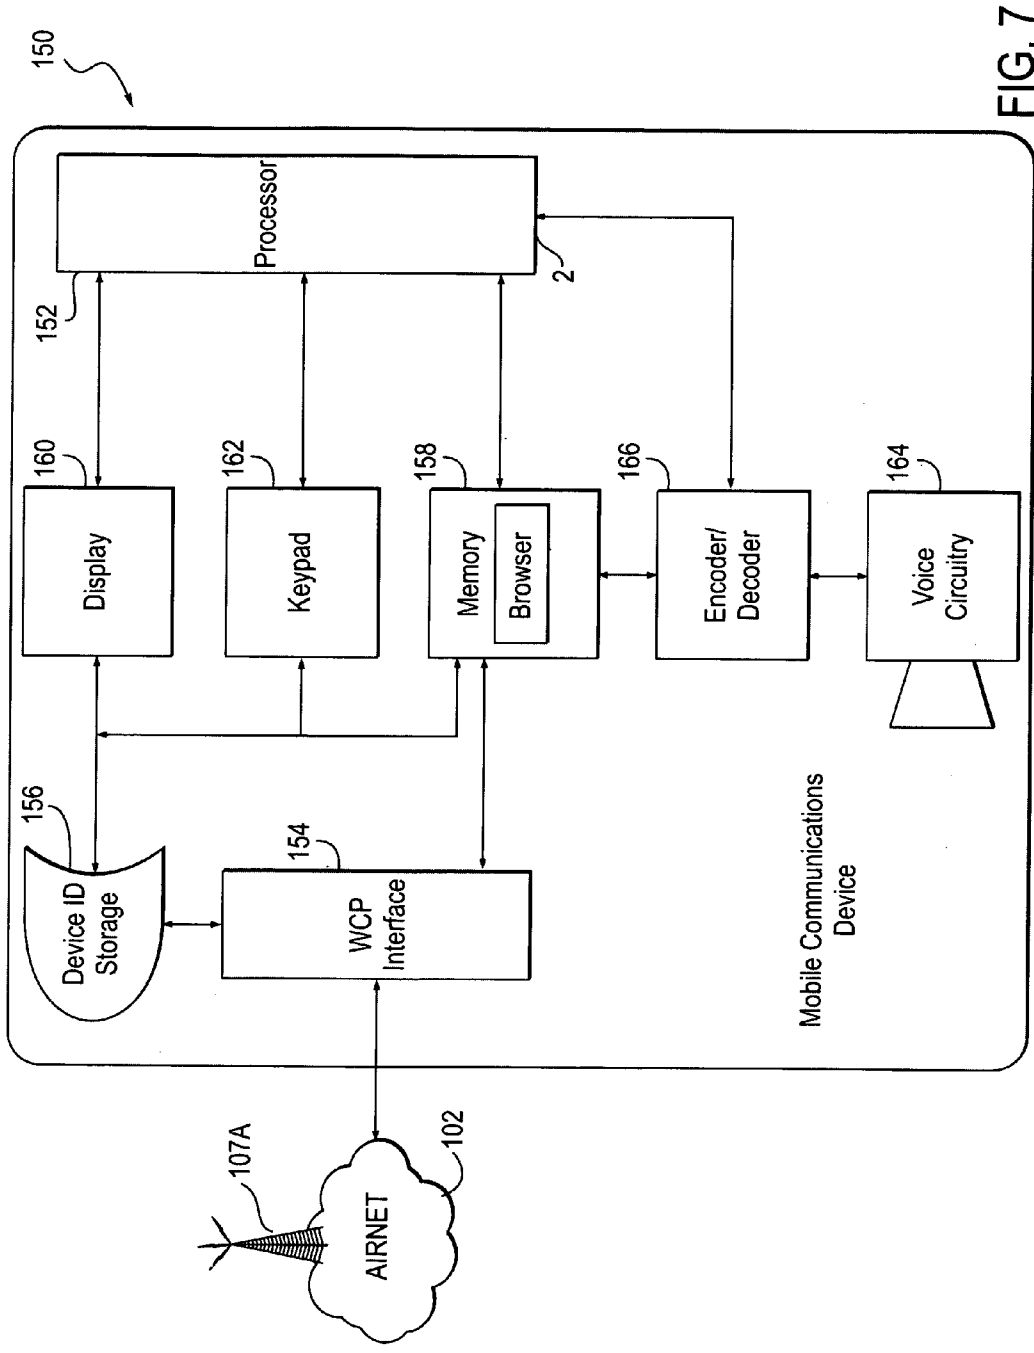 150
107A
AIRNET
102
156
Device ID
Storage
154
WCP
Interface
160
Display
162
Keypad
158
Memory
Browser
166
Encoder/
Decoder
164
Voice
Circuitry
152
Processor
2
Mobile Communications
Device
FIG. 7